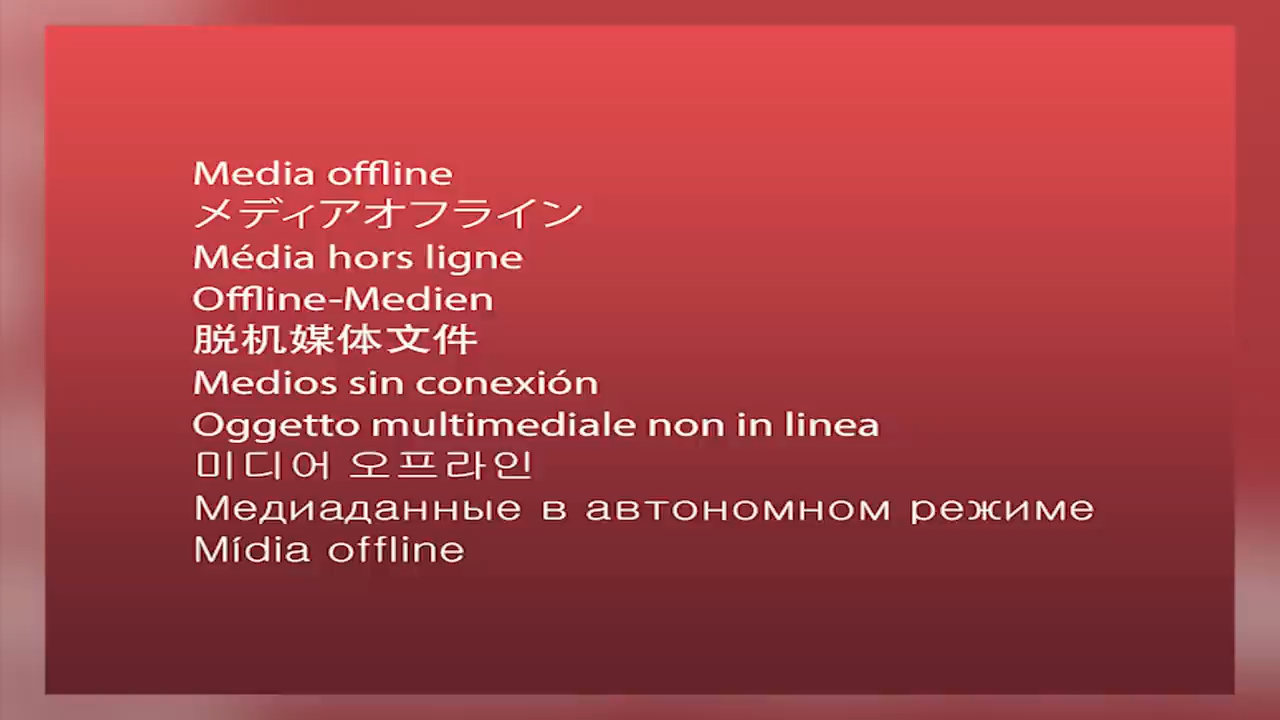 Media offline
メディアオフライン
Média hors ligne
Offline-Medien
脱机媒体文件
Medios sin conexión
Oggetto multimediale non in linea
미디어 오프라인
Медиаданные в автономном режиме
Mídia offline